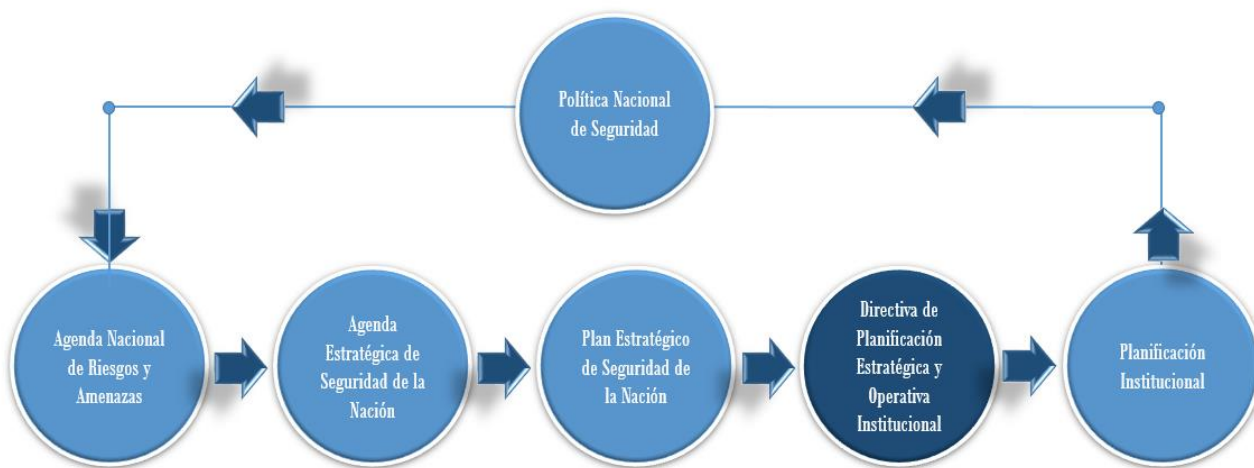 Política Nacional
de Seguridad
Agenda Nacional
de Riesgos y
Amenazas
Agenda
Estratégica de
Seguridad de la
Nación
Plan Estratégico
de Seguridad de
la Nación
Directiva de
Planificación
Estratégica y
Operativa
Institucional
Planificación
Institucional